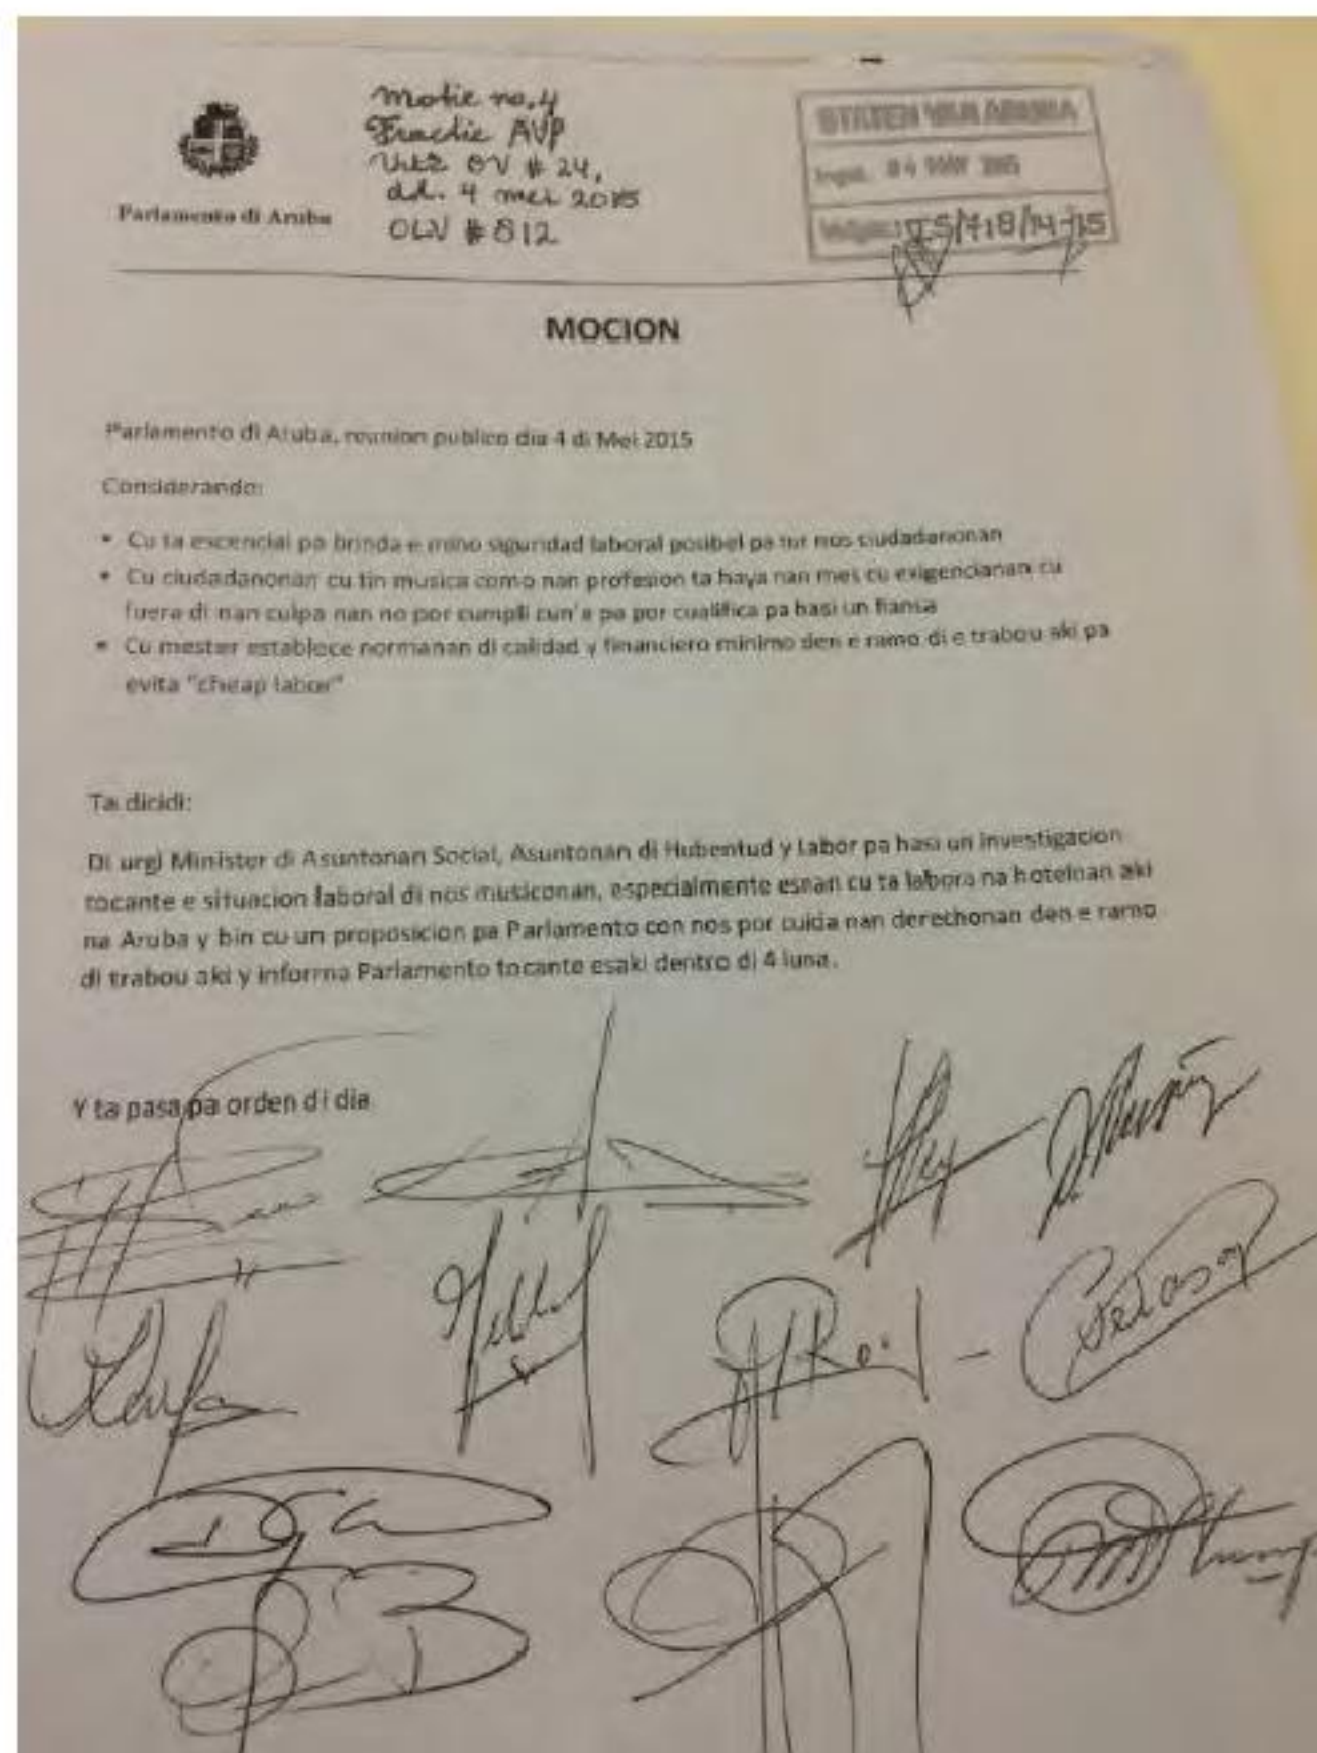 Parlamento di Aruba
motie no. 4
Fractie AVP
OV # 24,
dd. 4 mei 2015
OLV # 812
STATEN VAN ARUBA
Ingek. 04 MAY 2015
/14-15
MOCION
Parlamento di Aruba, reunion publico dia 4 di Mei 2015
Considerando:
• Cu ta escencial pa brinda e miho siguridad laboral posibel pa tur nos ciudadanonan
• Cu ciudadanonan cu tin musica como nan profesion ta haya nan mes cu exigencianan cu
fuera di nan culpa nan no por cumpli cun'e pa por cualifica pa hasi un fiansa
• Cu mester establece normanan di calidad y financiero minimo den e ramo di e trabou aki pa
evita "cheap labor"
Ta dicidi:
Di urgi Minister di Asuntonan Social, Asuntonan di Hubentud y Labor pa hasi un investigacion
tocante e situacion laboral di nos musiconan, especialmente esnan cu ta labora na hotelnan aki
na Aruba y bin cu un proposicion pa Parlamento con nos por cuida nan derechonan den e ramo
di trabou aki y informa Parlamento tocante esaki dentro di 4 luna.
Y ta pasa pa orden di dia